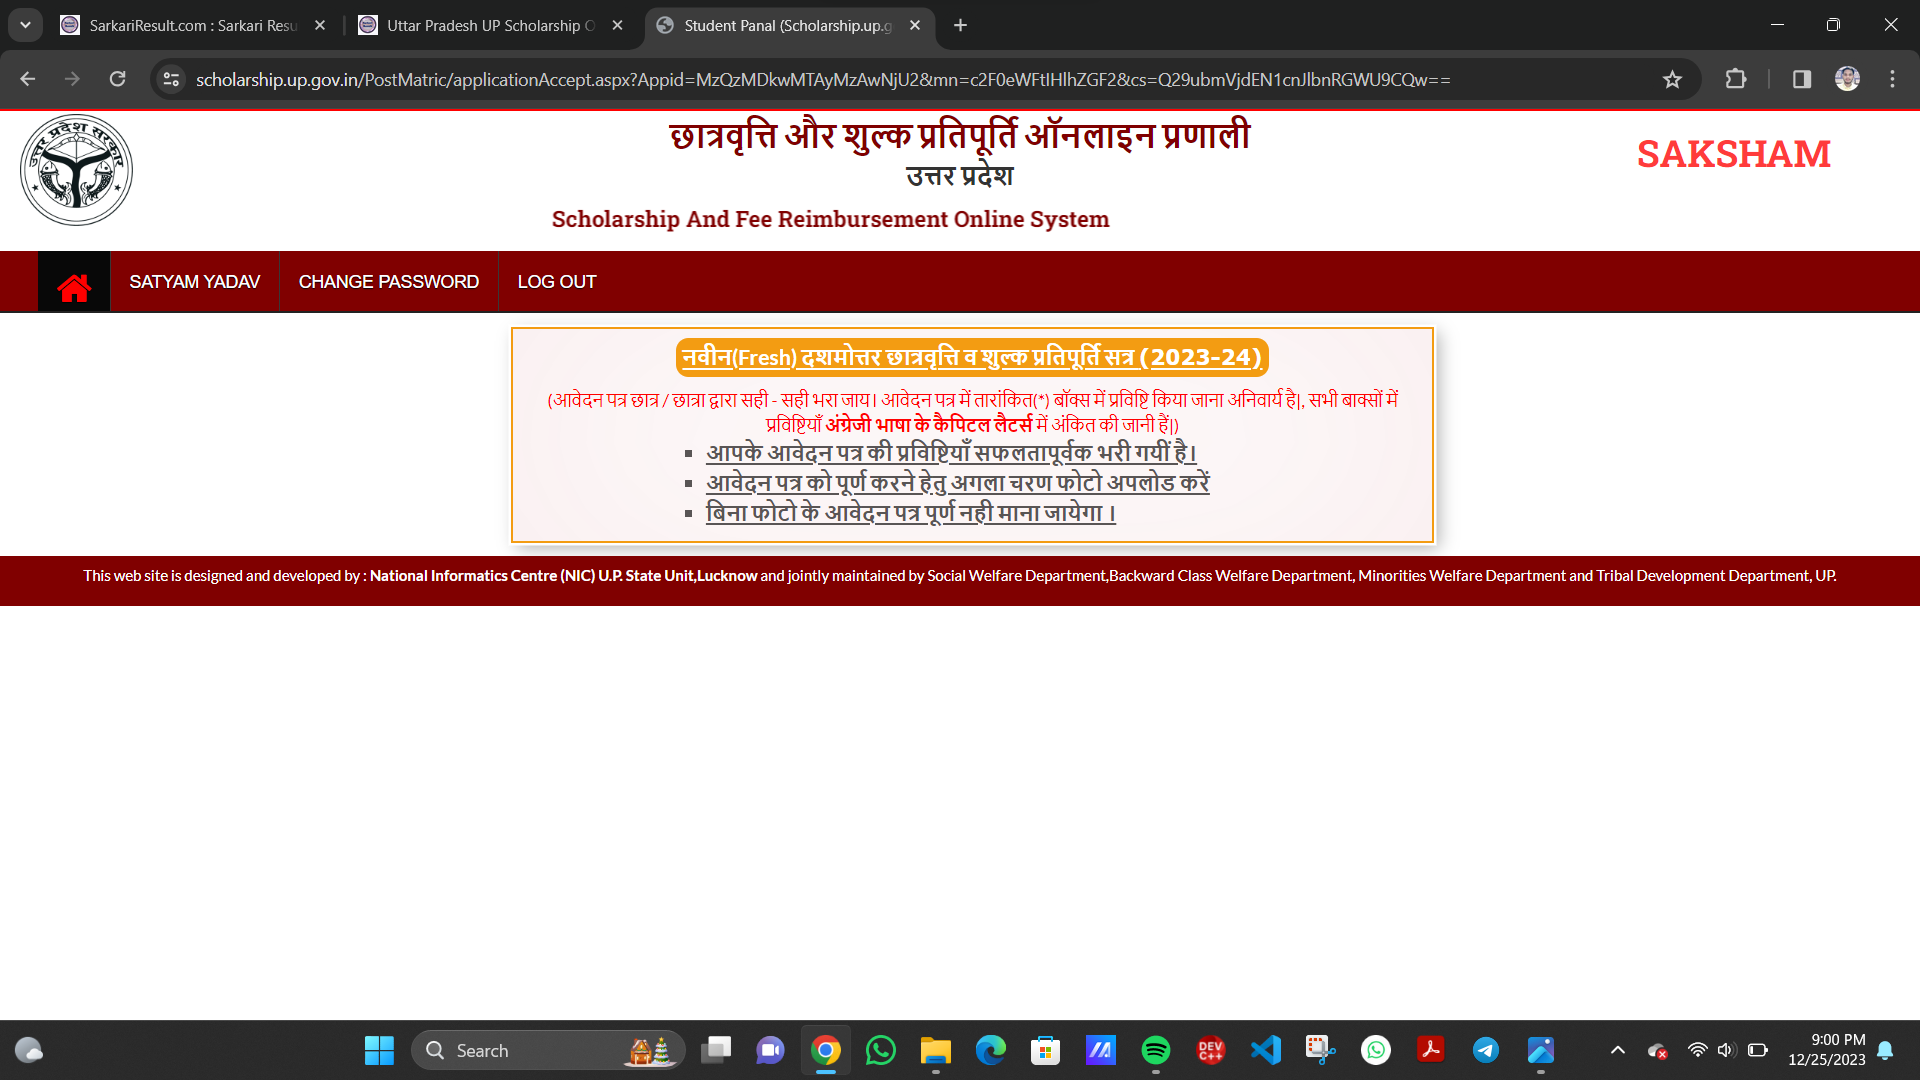 SarkariResult.com : Sarkari Resu
Uttar Pradesh UP Scholarship O
Student Panal (Scholarship.up.g
scholarship.up.gov.in/PostMatric/applicationAccept.aspx?Appid=MzQzMDkwMTAyMzAwNjU2&mn=c2F0eWFtIHlhZGF2&cs=Q29ubmVjdEN1cnJlbnRGWU9CQw==
उत्तर प्रदेश सरकार
छात्रवृत्ति और शुल्क प्रतिपूर्ति ऑनलाइन प्रणाली
उत्तर प्रदेश
Scholarship And Fee Reimbursement Online System
SAKSHAM
SATYAM YADAV
CHANGE PASSWORD
LOG OUT
नवीन(Fresh) दशमोत्तर छात्रवृत्ति व शुल्क प्रतिपूर्ति सत्र (2023-24)
(आवेदन पत्र छात्र / छात्रा द्वारा सही - सही भरा जाय। आवेदन पत्र में तारांकित(*) बॉक्स में प्रविष्टि किया जाना अनिवार्य है|, सभी बाक्सों में
प्रविष्टियाँ अंग्रेजी भाषा के कैपिटल लैटर्स में अंकित की जानी हैं|)
आपके आवेदन पत्र की प्रविष्टियाँ सफलतापूर्वक भरी गयीं है।
आवेदन पत्र को पूर्ण करने हेतु अगला चरण फोटो अपलोड करें
बिना फोटो के आवेदन पत्र पूर्ण नही माना जायेगा ।
This web site is designed and developed by : National Informatics Centre (NIC) U.P. State Unit,Lucknow and jointly maintained by Social Welfare Department,Backward Class Welfare Department, Minorities Welfare Department and Tribal Development Department, UP.
Search
DEV
C++
9:00 PM
12/25/2023